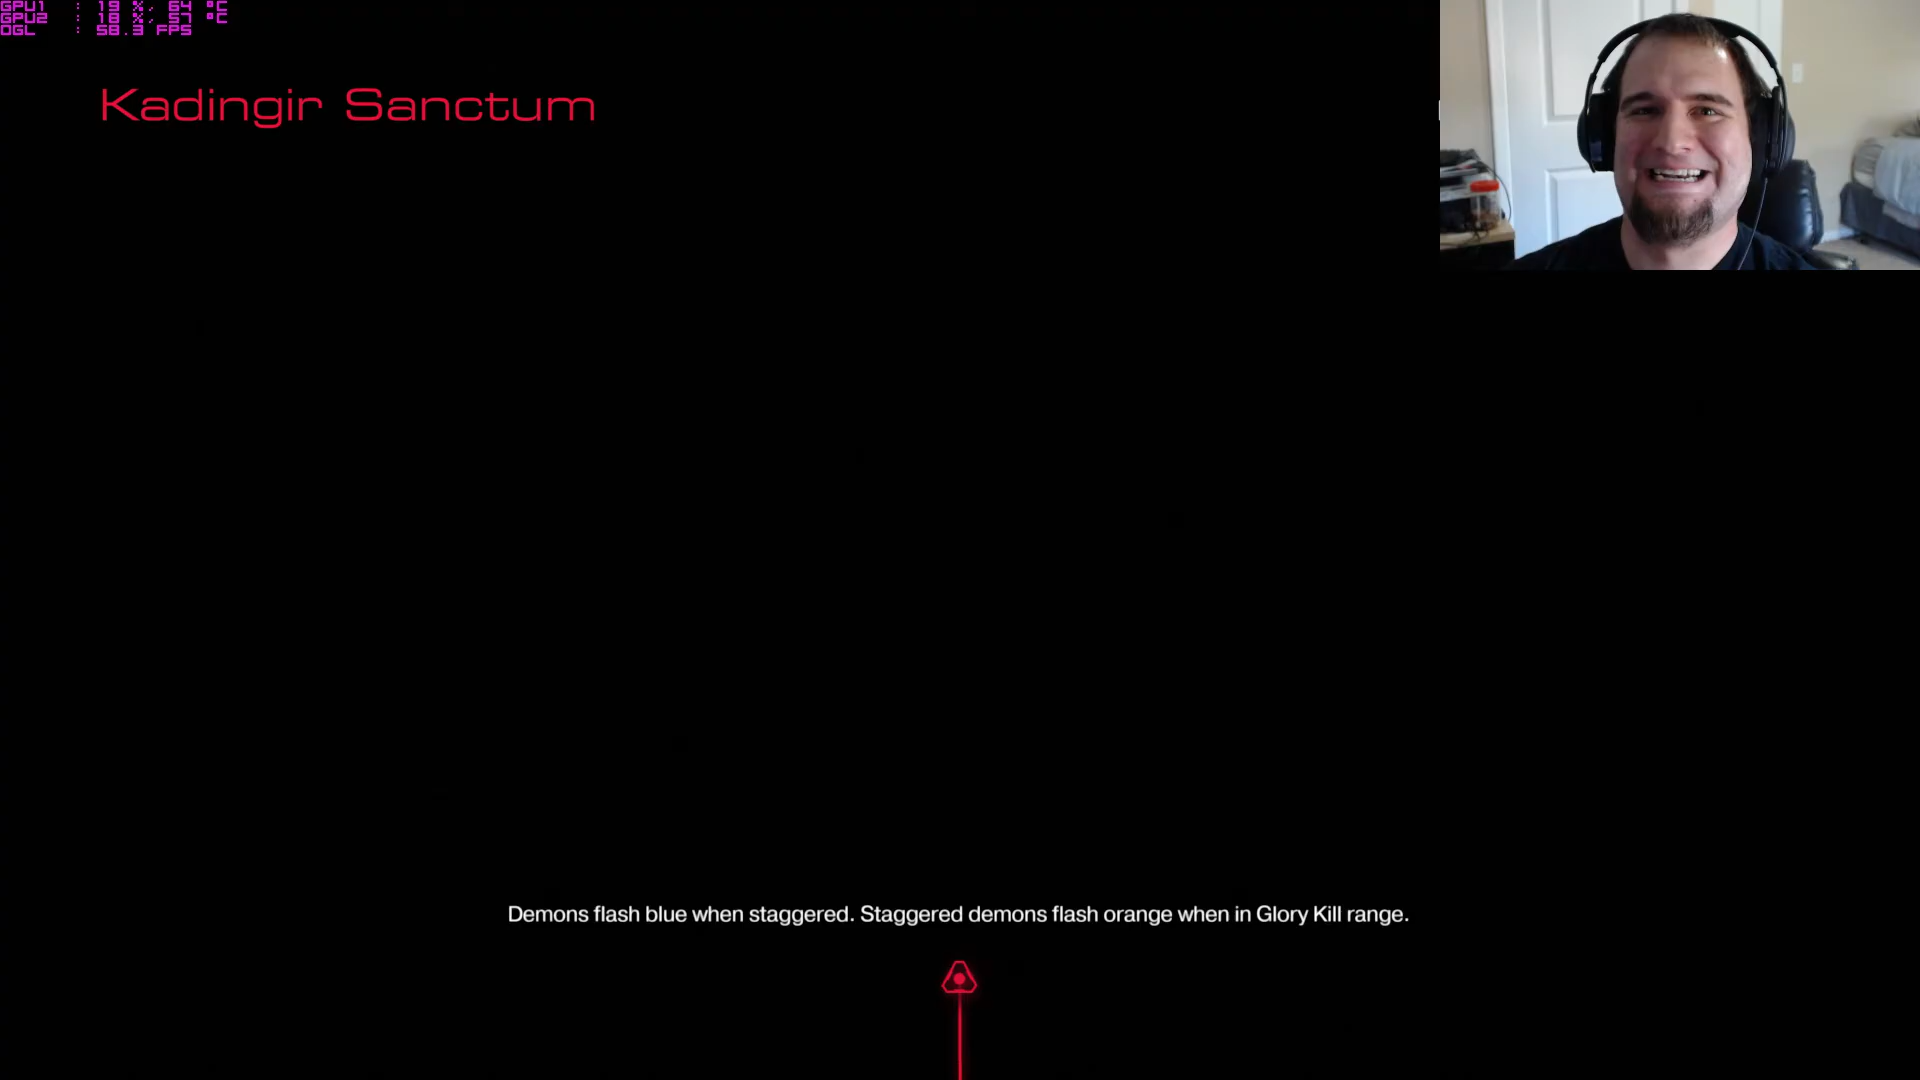 GPU1 : 19 %, 64 °C
GPU2 : 18 %, 57 °C
OGL : 58.3 FPS
Kadingir Sanctum
Demons flash blue when staggered. Staggered demons flash orange when in Glory Kill range.